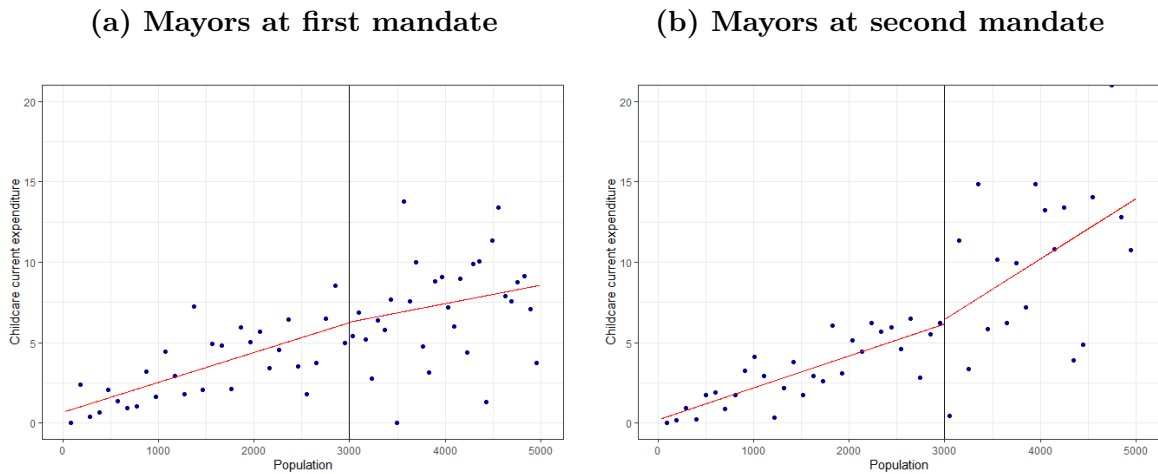 (a) Mayors at first mandate
(b) Mayors at second mandate
Childcare current expenditure
20
15
10
5
0
0 1000 2000 3000 4000 5000
Population
Childcare current expenditure
20
15
10
5
0
0 1000 2000 3000 4000 5000
Population